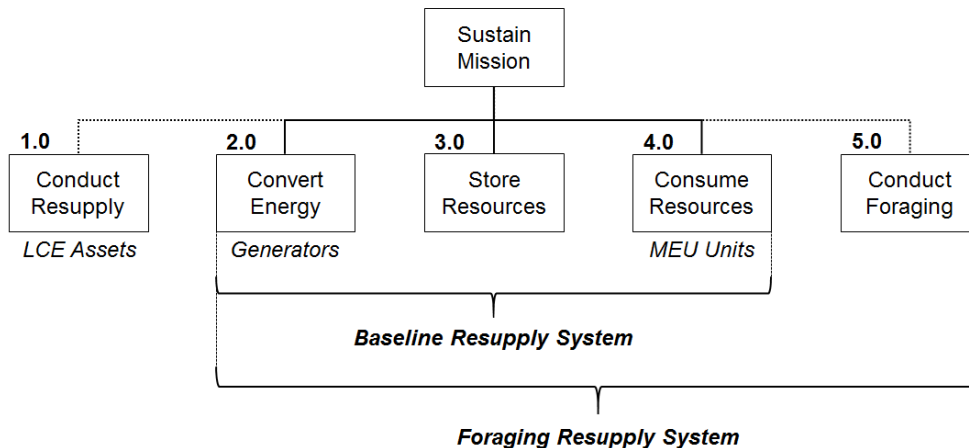 Sustain
Mission
1.0
2.0
3.0
4.0
5.0
Conduct
Resupply
Convert
Energy
Store
Resources
Consume
Resources
Conduct
Foraging
LCE Assets
Generators
MEU Units
Baseline Resupply System
Foraging Resupply System